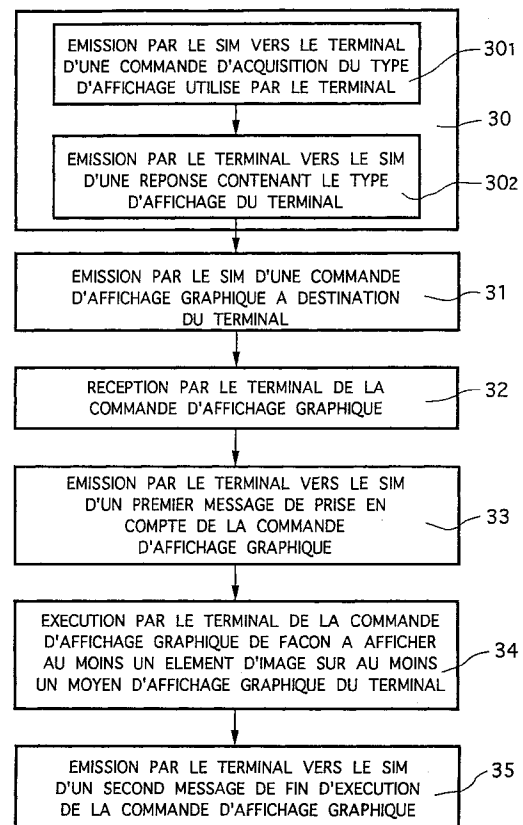 EMISSION PAR LE SIM VERS LE TERMINAL
D'UNE COMMANDE D'ACQUISITION DU TYPE
D'AFFICHAGE UTILISE PAR LE TERMINAL
301
30
EMISSION PAR LE TERMINAL VERS LE SIM
D'UNE REPONSE CONTENANT LE TYPE
D'AFFICHAGE DU TERMINAL
302
EMISSION PAR LE SIM D'UNE COMMANDE
D'AFFICHAGE GRAPHIQUE A DESTINATION
DU TERMINAL
31
RECEPTION PAR LE TERMINAL DE LA
COMMANDE D'AFFICHAGE GRAPHIQUE
32
EMISSION PAR LE TERMINAL VERS LE SIM
D'UN PREMIER MESSAGE DE PRISE EN
COMPTE DE LA COMMANDE
D'AFFICHAGE GRAPHIQUE
33
EXECUTION PAR LE TERMINAL DE LA COMMANDE
D'AFFICHAGE GRAPHIQUE DE FACON A AFFICHER
AU MOINS UN ELEMENT D'IMAGE SUR AU MOINS
UN MOYEN D'AFFICHAGE GRAPHIQUE DU TERMINAL
34
EMISSION PAR LE TERMINAL VERS LE SIM
D'UN SECOND MESSAGE DE FIN D'EXECUTION
DE LA COMMANDE D'AFFICHAGE GRAPHIQUE
35